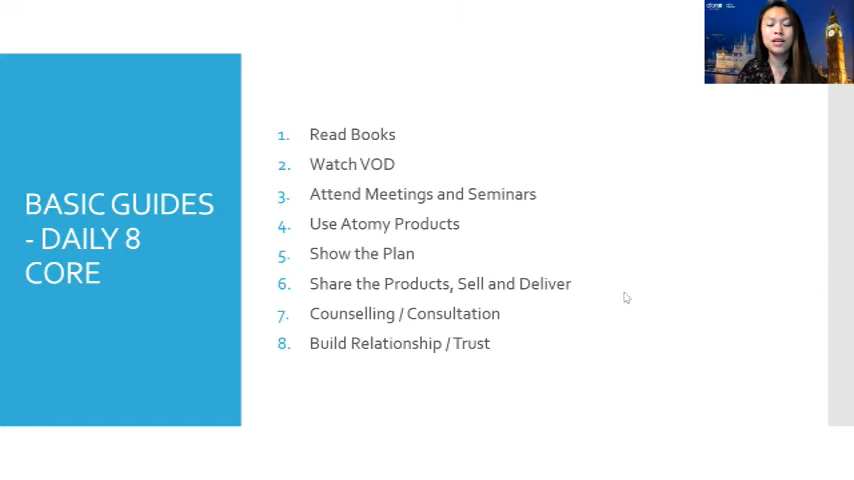 BASIC GUIDES
- DAILY 8
CORE
1. Read Books
2. Watch VOD
3. Attend Meetings and Seminars
4. Use Atomy Products
5. Show the Plan
6. Share the Products, Sell and Deliver
7. Counselling / Consultation
8. Build Relationship / Trust